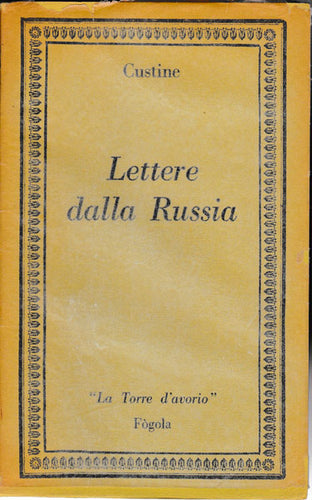 Custine
Lettere
dalla Russia
"La Torre d'avorio"
Fògola